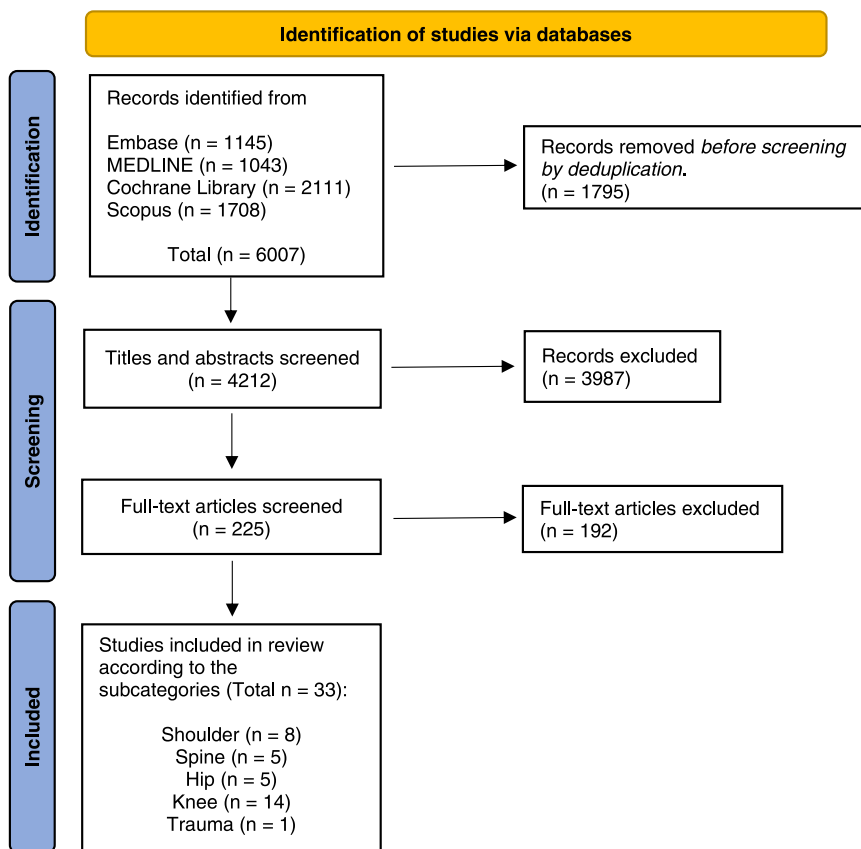 Identification of studies via databases
Identification
Records identified from
Embase (n = 1145)
MEDLINE (n = 1043)
Cochrane Library (n = 2111)
Scopus (n = 1708)
Total (n = 6007)
Records removed before screening
by deduplication.
(n = 1795)
Screening
Titles and abstracts screened
(n = 4212)
Records excluded
(n = 3987)
Full-text articles screened
(n = 225)
Full-text articles excluded
(n = 192)
Included
Studies included in review
according to the
subcategories (Total n = 33):
Shoulder (n = 8)
Spine (n = 5)
Hip (n = 5)
Knee (n = 14)
Trauma (n = 1)